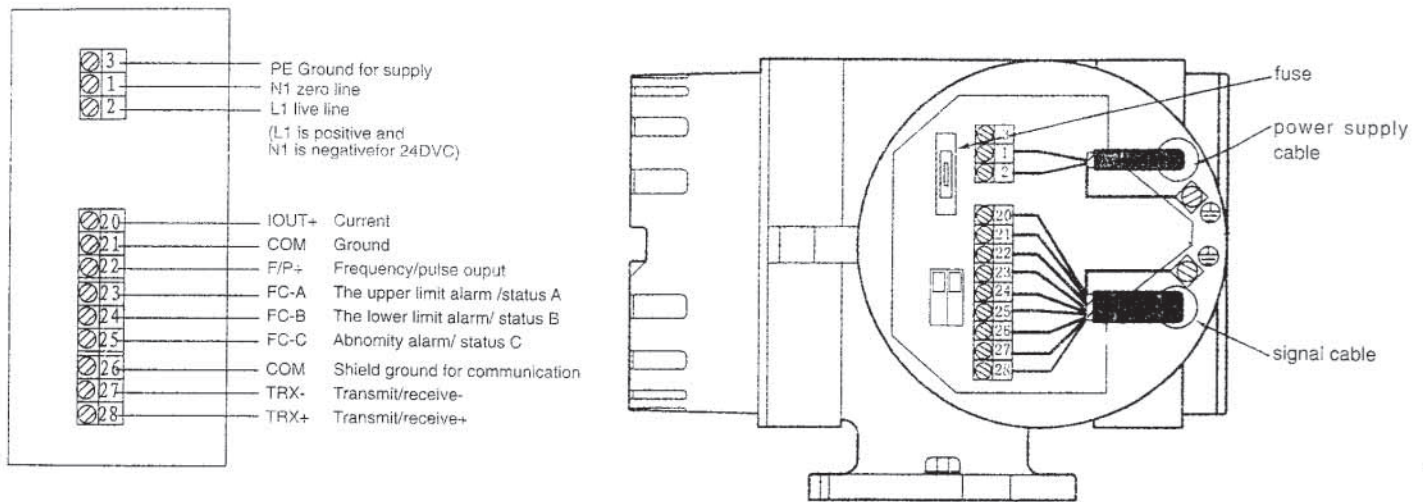 3 PE Ground for supply
1 N1 zero line
2 L1 live line
(L1 is positive and
N1 is negativefor 24DVC)
20 IOUT+ Current
21 COM Ground
22 F/P+ Frequency/pulse ouput
23 FC-A The upper limit alarm /status A
24 FC-B The lower limit alarm/ status B
25 FC-C Abnomity alarm/ status C
26 COM Shield ground for communication
27 TRX- Transmit/receive-
28 TRX+ Transmit/receive+
fuse
power supply
cable
3
1
2
20
21
22
23
24
25
26
27
28
signal cable